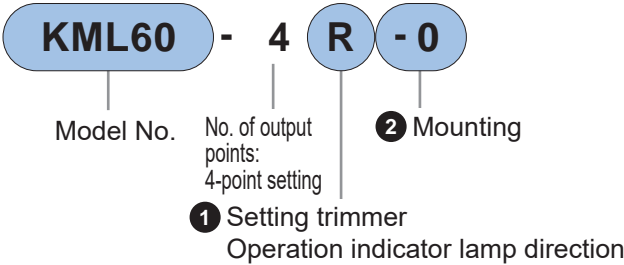 KML60 - 4 R - 0
Model No.
No. of output
points:
4-point setting
2 Mounting
1 Setting trimmer
Operation indicator lamp direction